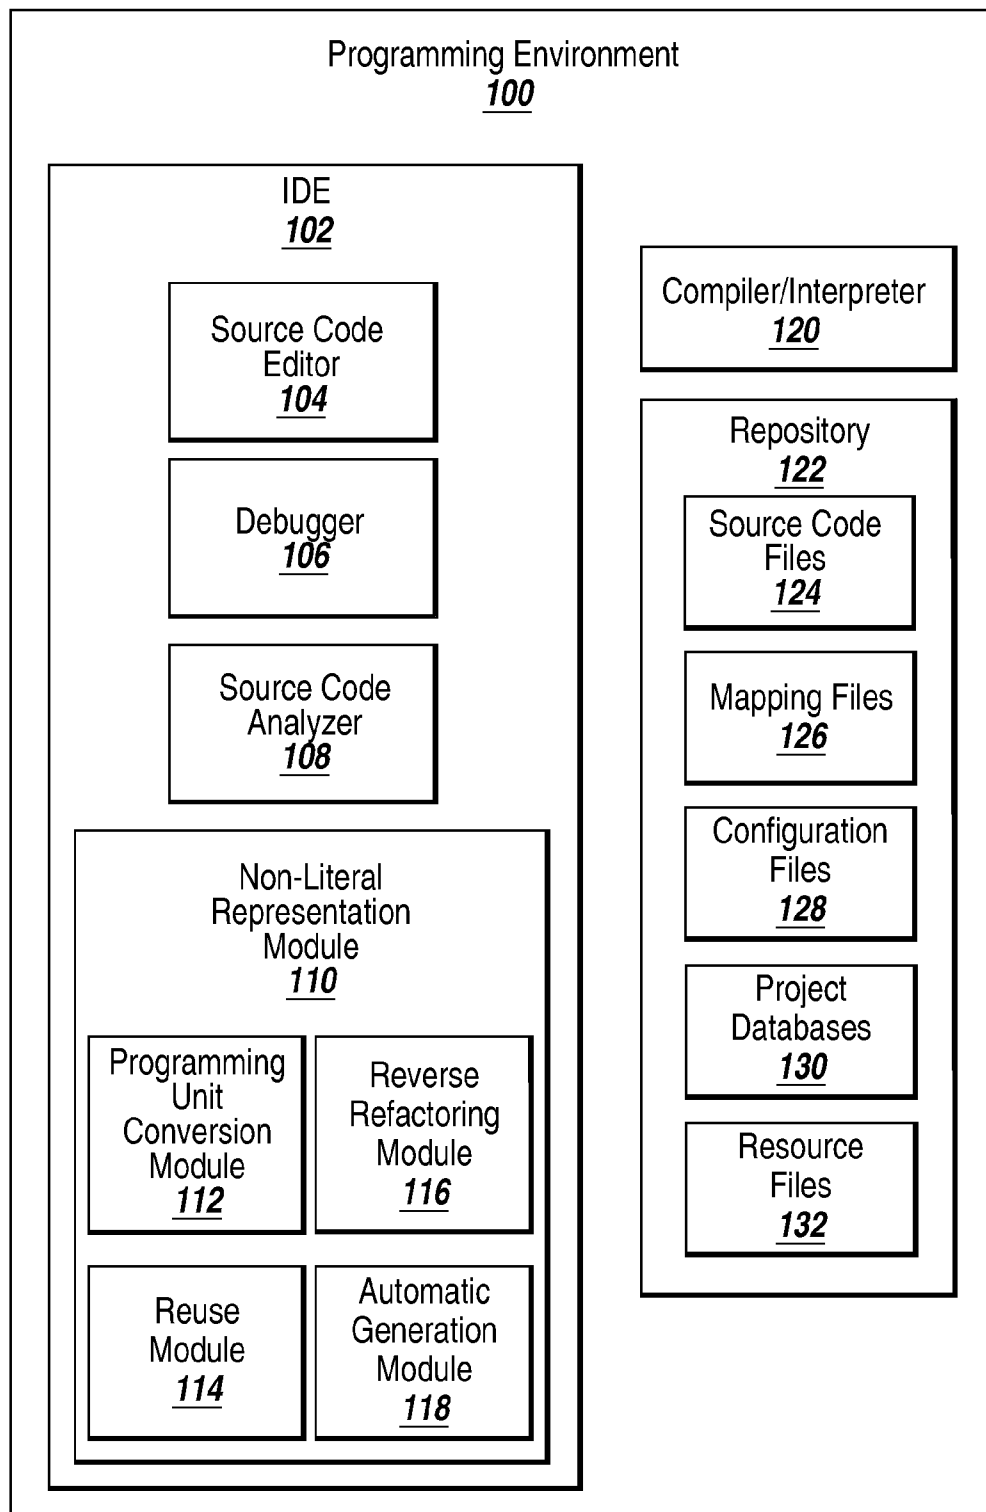 Programming Environment
100
IDE
102
Source Code
Editor
104
Debugger
106
Source Code
Analyzer
108
Non-Literal
Representation
Module
110
Programming
Unit
Conversion
Module
112
Reverse
Refactoring
Module
116
Reuse
Module
114
Automatic
Generation
Module
118
Compiler/Interpreter
120
Repository
122
Source Code
Files
124
Mapping Files
126
Configuration
Files
128
Project
Databases
130
Resource
Files
132